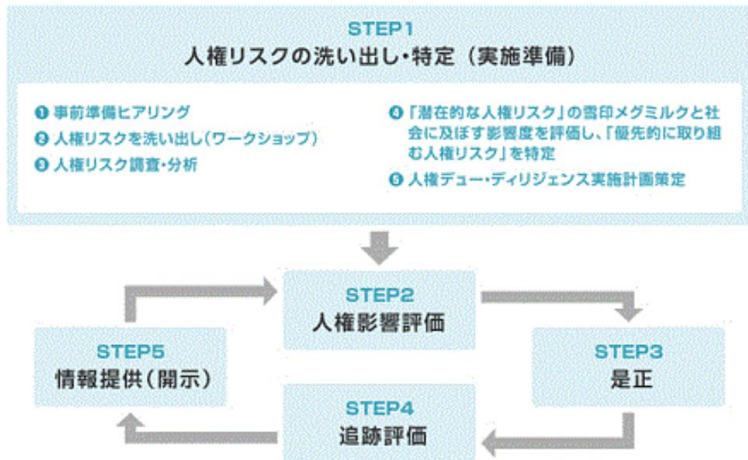 STEP1
人権リスクの洗い出し・特定（実施準備）
❶ 事前準備ヒアリング
❷ 人権リスクを洗い出し（ワークショップ）
❸ 人権リスク調査・分析
❹ 「潜在的な人権リスク」の雪印メグミルクと社
会に及ぼす影響度を評価し、「優先的に取り組
む人権リスク」を特定
❺ 人権デュー・ディリジェンス実施計画策定
STEP2
人権影響評価
STEP3
是正
STEP4
追跡評価
STEP5
情報提供（開示）